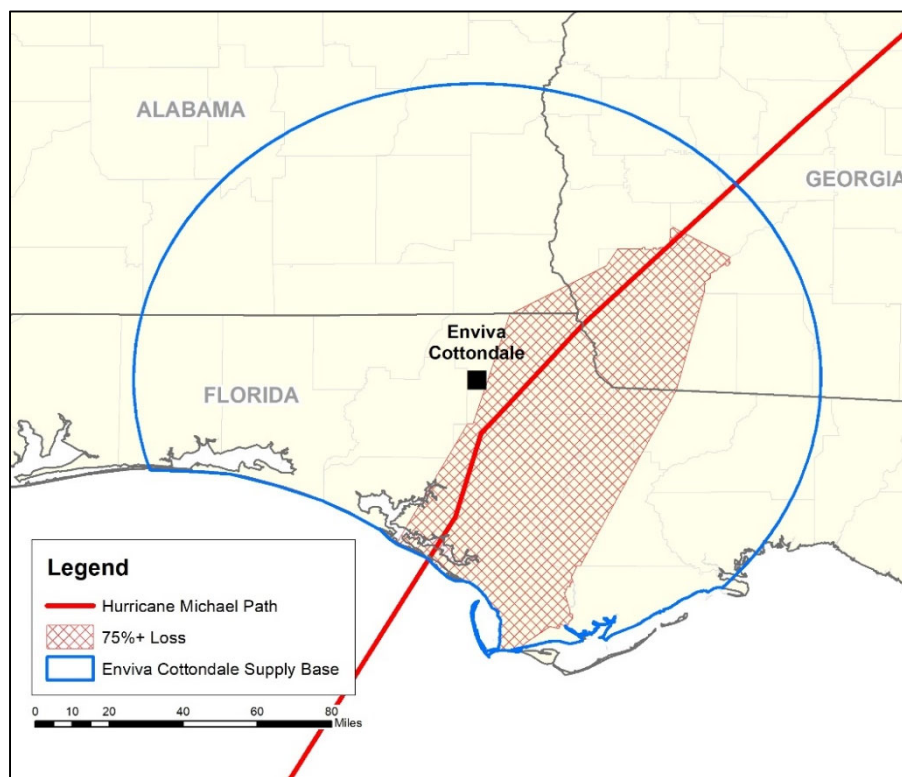 ALABAMA
GEORGIA
Enviva
Cottondale
FLORIDA
Legend
Hurricane Michael Path
75%+ Loss
Enviva Cottondale Supply Base
0 10 20 40 60 80
Miles